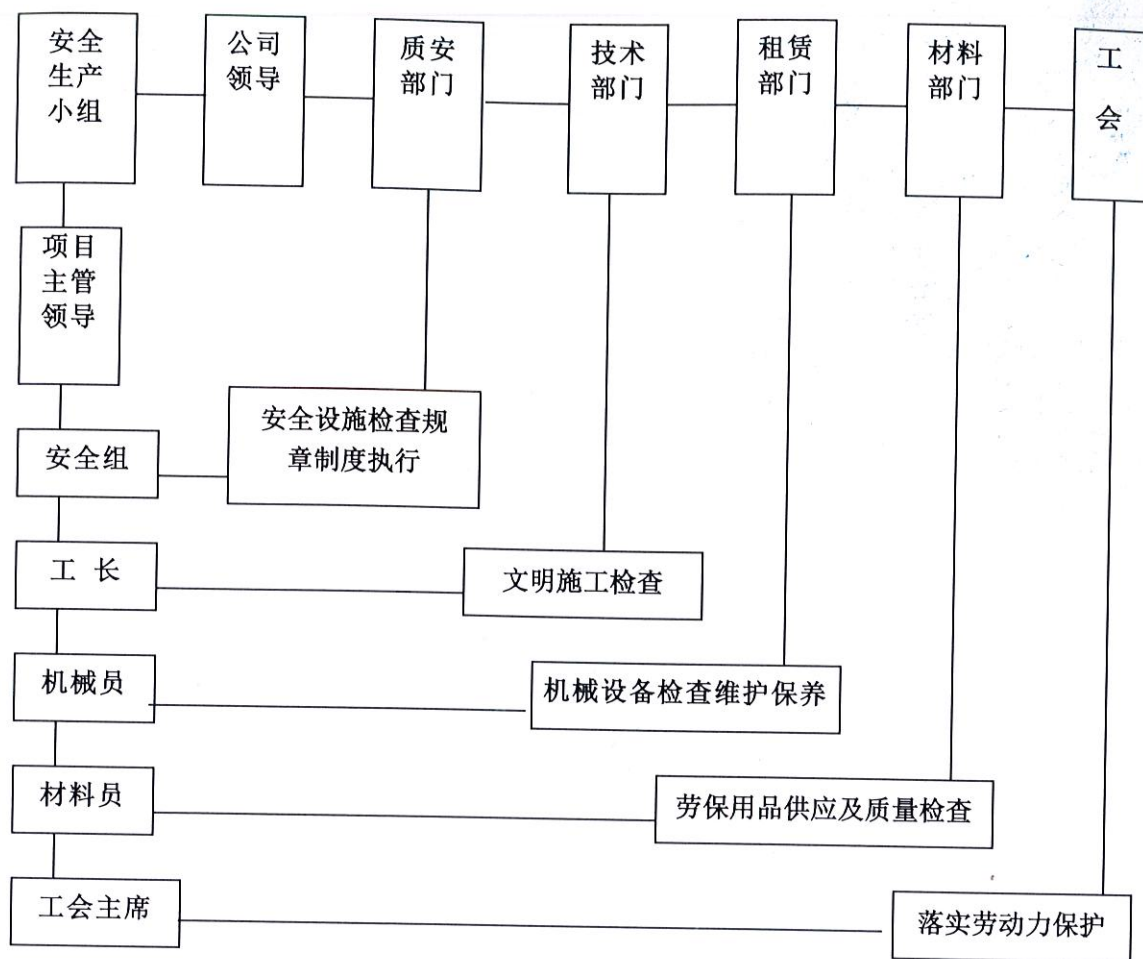 安全
生产
小组
公司
领导
质安
部门
技术
部门
租赁
部门
材料
部门
工
会
项目
主管
领导
安全设施检查规
章制度执行
安全组
工 长
文明施工检查
机械员
机械设备检查维护保养
材料员
劳保用品供应及质量检查
工会主席
落实劳动力保护